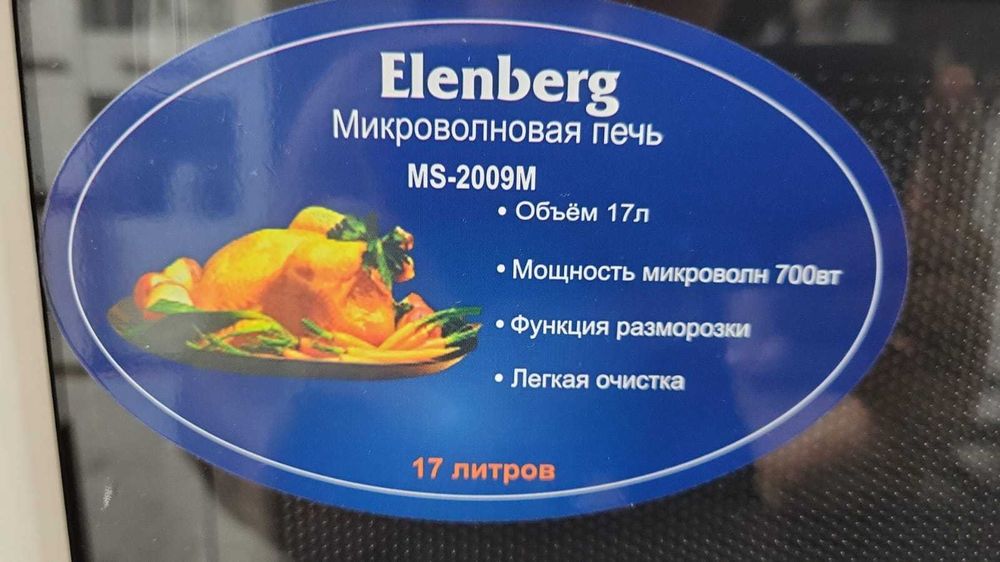 Elenberg
Микроволновая печь
MS-2009M
• Объём 17л
• Мощность микроволн 700вт
• Функция разморозки
• Легкая очистка
17 литров